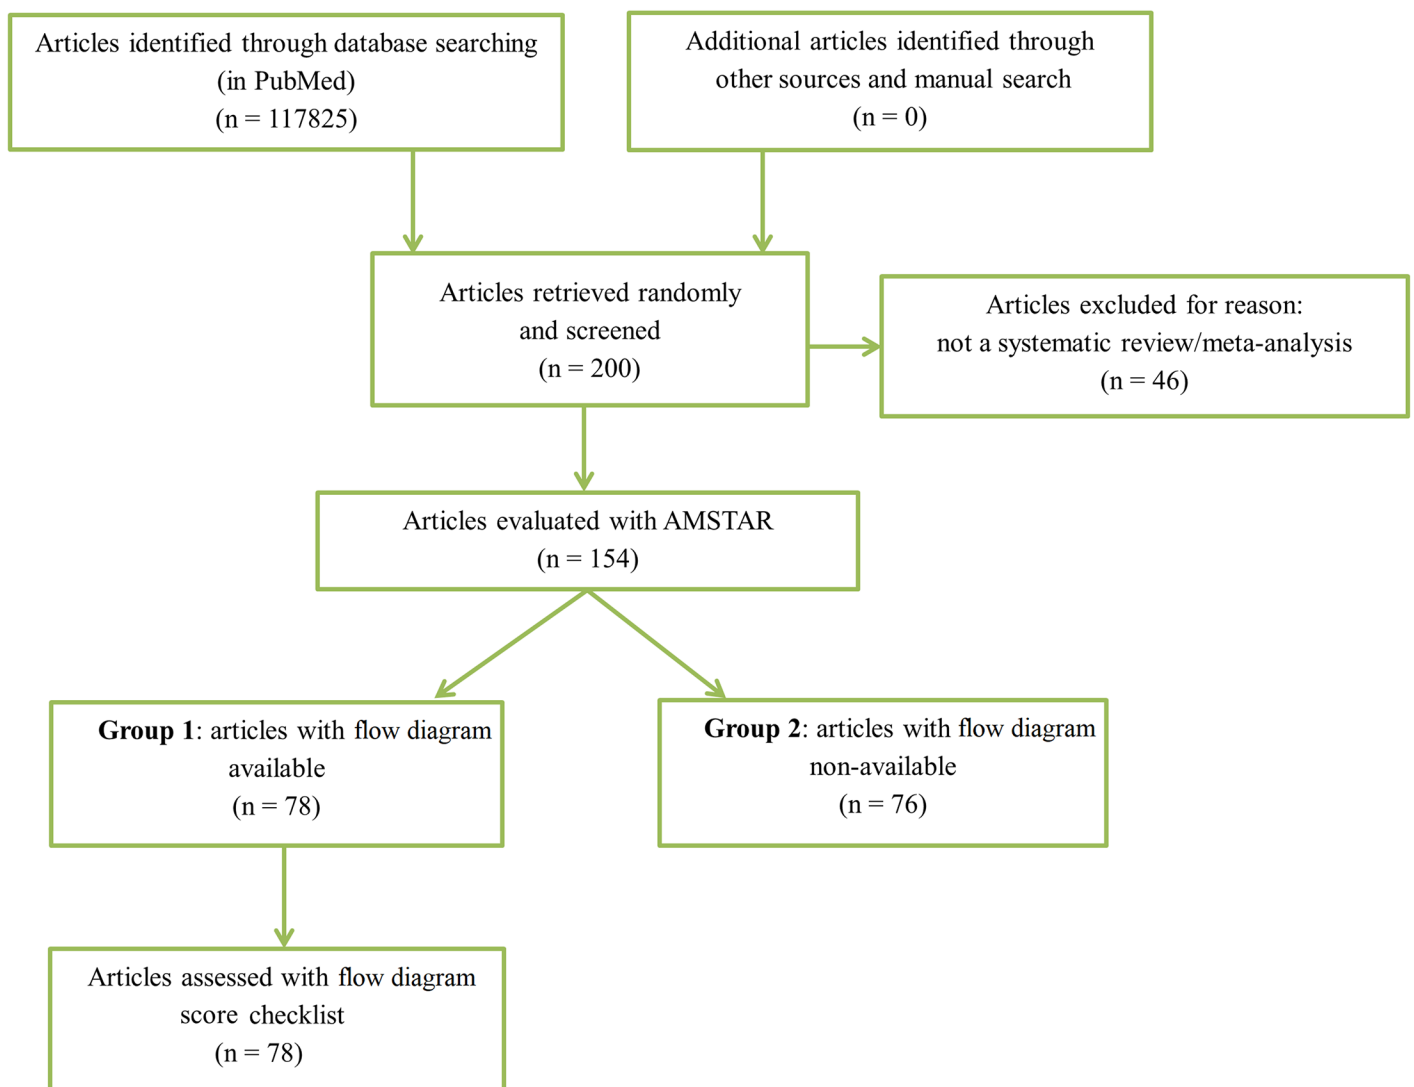 Articles identified through database searching
(in PubMed)
(n = 117825)
Additional articles identified through
other sources and manual search
(n = 0)
Articles retrieved randomly
and screened
(n = 200)
Articles excluded for reason:
not a systematic review/meta-analysis
(n = 46)
Articles evaluated with AMSTAR
(n = 154)
Group 1: articles with flow diagram
available
(n = 78)
Group 2: articles with flow diagram
non-available
(n = 76)
Articles assessed with flow diagram
score checklist
(n = 78)